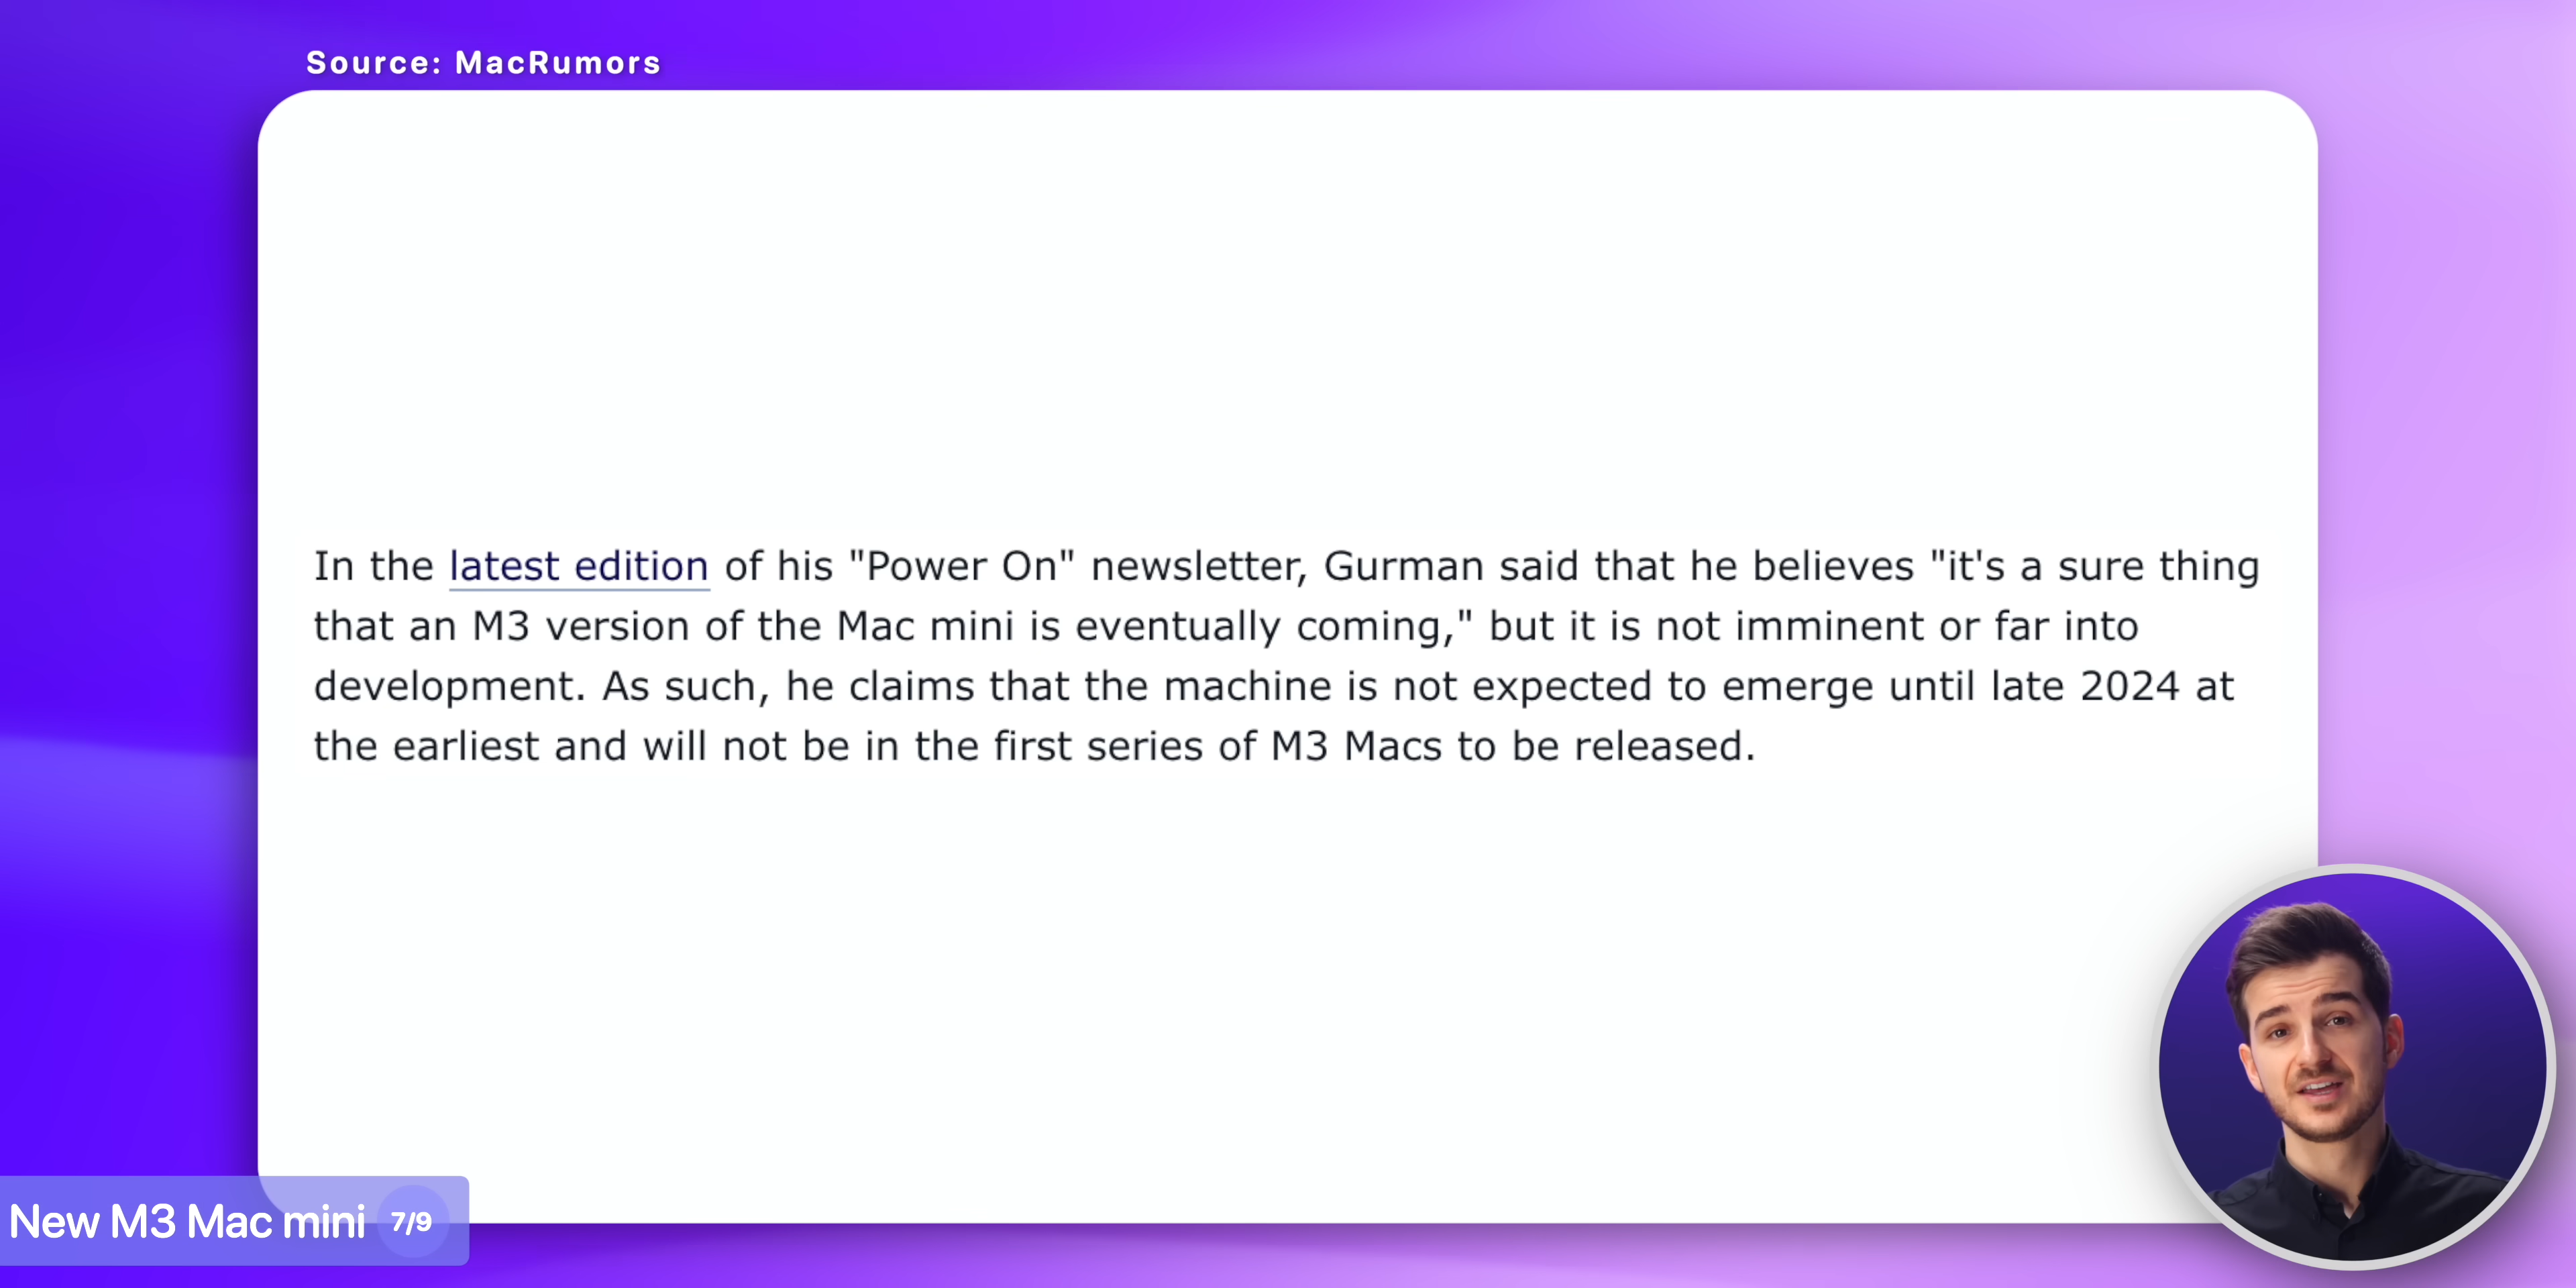 Source: MacRumors
In the latest edition of his "Power On" newsletter, Gurman said that he believes "it's a sure thing
that an M3 version of the Mac mini is eventually coming," but it is not imminent or far into
development. As such, he claims that the machine is not expected to emerge until late 2024 at
the earliest and will not be in the first series of M3 Macs to be released.
New M3 Mac mini 7/9